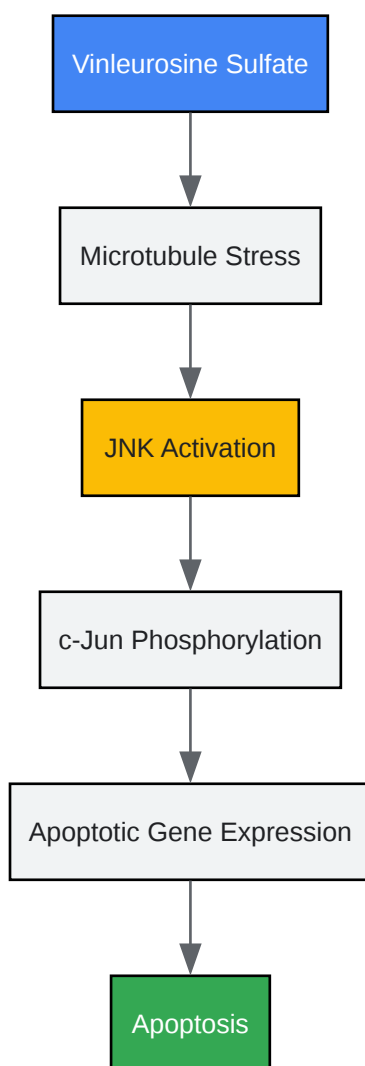 Vinleurosine Sulfate
Microtubule Stress
JNK Activation
c-Jun Phosphorylation
Apoptotic Gene Expression
Apoptosis